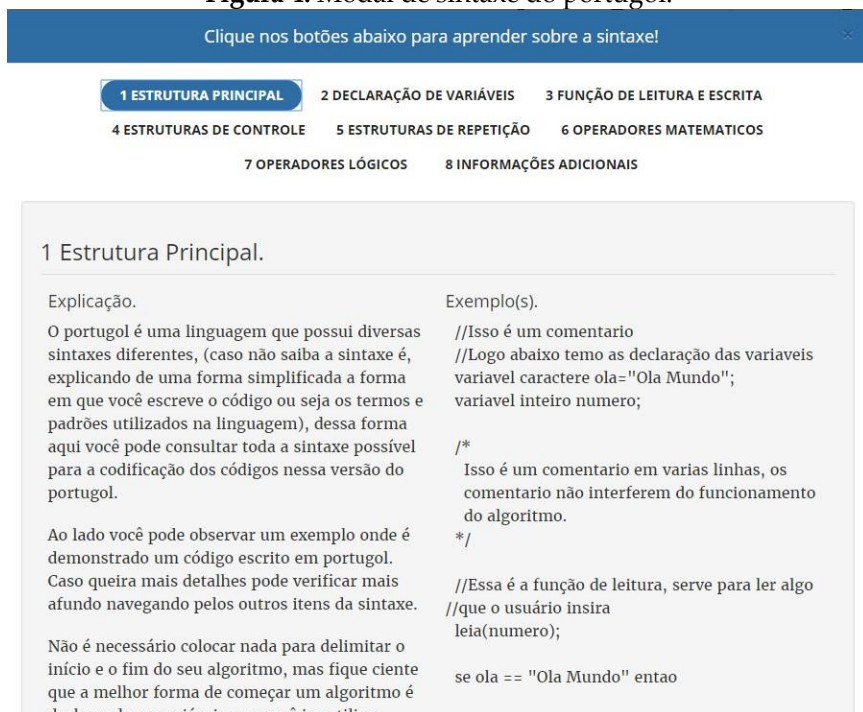 Clique nos botões abaixo para aprender sobre a sintaxe!
×
1 ESTRUTURA PRINCIPAL 2 DECLARAÇÃO DE VARIÁVEIS 3 FUNÇÃO DE LEITURA E ESCRITA
4 ESTRUTURAS DE CONTROLE 5 ESTRUTURAS DE REPETIÇÃO 6 OPERADORES MATEMATICOS
7 OPERADORES LÓGICOS 8 INFORMAÇÕES ADICIONAIS
1 Estrutura Principal.
Explicação.
O portugol é uma linguagem que possui diversas
sintaxes diferentes, (caso não saiba a sintaxe é,
explicando de uma forma simplificada a forma
em que você escreve o código ou seja os termos e
padrões utilizados na linguagem), dessa forma
aqui você pode consultar toda a sintaxe possível
para a codificação dos códigos nessa versão do
portugol.
Ao lado você pode observar um exemplo onde é
demonstrado um código escrito em portugol.
Caso queira mais detalhes pode verificar mais
afundo navegando pelos outros itens da sintaxe.
Não é necessário colocar nada para delimitar o
início e o fim do seu algoritmo, mas fique ciente
que a melhor forma de começar um algoritmo é
Exemplo(s).
//Isso é um comentario
//Logo abaixo temo as declaração das variaveis
variavel caractere ola="Ola Mundo";
variavel inteiro numero;
/*
Isso é um comentario em varias linhas, os
comentario não interferem do funcionamento
do algoritmo.
*/
//Essa é a função de leitura, serve para ler algo
//que o usuário insira
leia(numero);
se ola == "Ola Mundo" entao